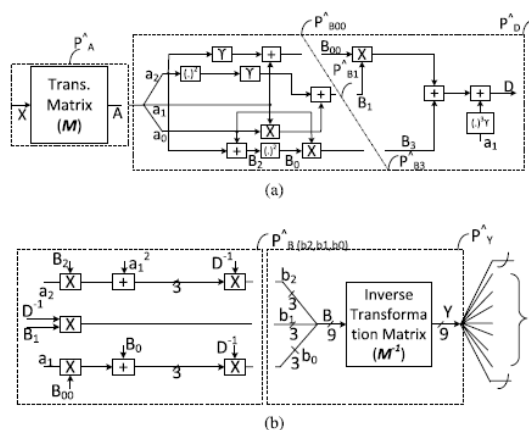 P^A
P^B00
P^D
Trans.
Matrix
(M)
X
A
a2
a1
a0
ϒ
+
B00
X
(.)²
ϒ
+
P^B1
B1
X
+
B2
(.)²
B0
X
B3
P^B3
+
+
D
(.)³ϒ
a1
(a)
P^B (b2,b1,b0)
P^Y
B2
a1²
D⁻¹
a2
X
+
3
X
D⁻¹
B1
X
B0
D⁻¹
a1
X
+
3
X
B00
b2
3
b1
3
b0
3
B
9
Inverse
Transforma
tion Matrix
(M⁻¹)
Y
9
(b)